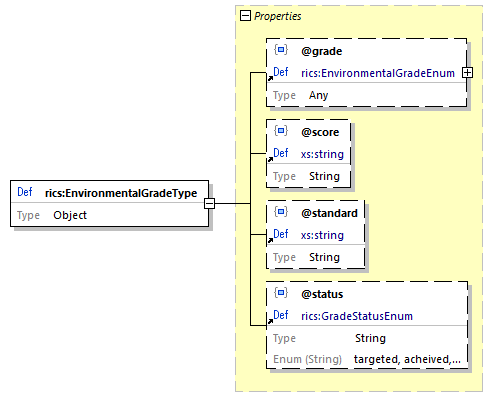 Properties
@grade
Def rics:EnvironmentalGradeEnum
Type Any
@score
Def xs:string
Type String
Def rics:EnvironmentalGradeType
Type Object
@standard
Def xs:string
Type String
@status
Def rics:GradeStatusEnum
Type String
Enum (String) targeted, acheived,...